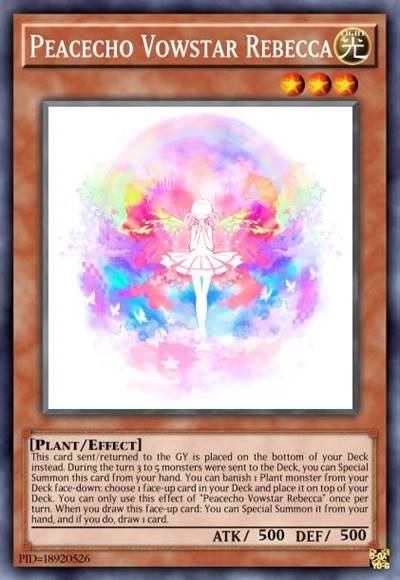 PEACECHO VOWSTAR REBECCA
LIGHT
光
[PLANT/EFFECT]
This card sent/returned to the GY is placed on the bottom of your Deck
instead. During the turn 3 to 5 monsters were sent to the Deck, you can Special
Summon this card from your hand. You can banish 1 Plant monster from your
Deck face-down: choose 1 face-up card in your Deck and place it on top of your
Deck. You can only use this effect of "Peacecho Vowstar Rebecca" once per
turn. When you draw this face-up card: You can Special Summon it from your
hand, and if you do, draw 1 card.
ATK / 500 DEF / 500
PID=18920526